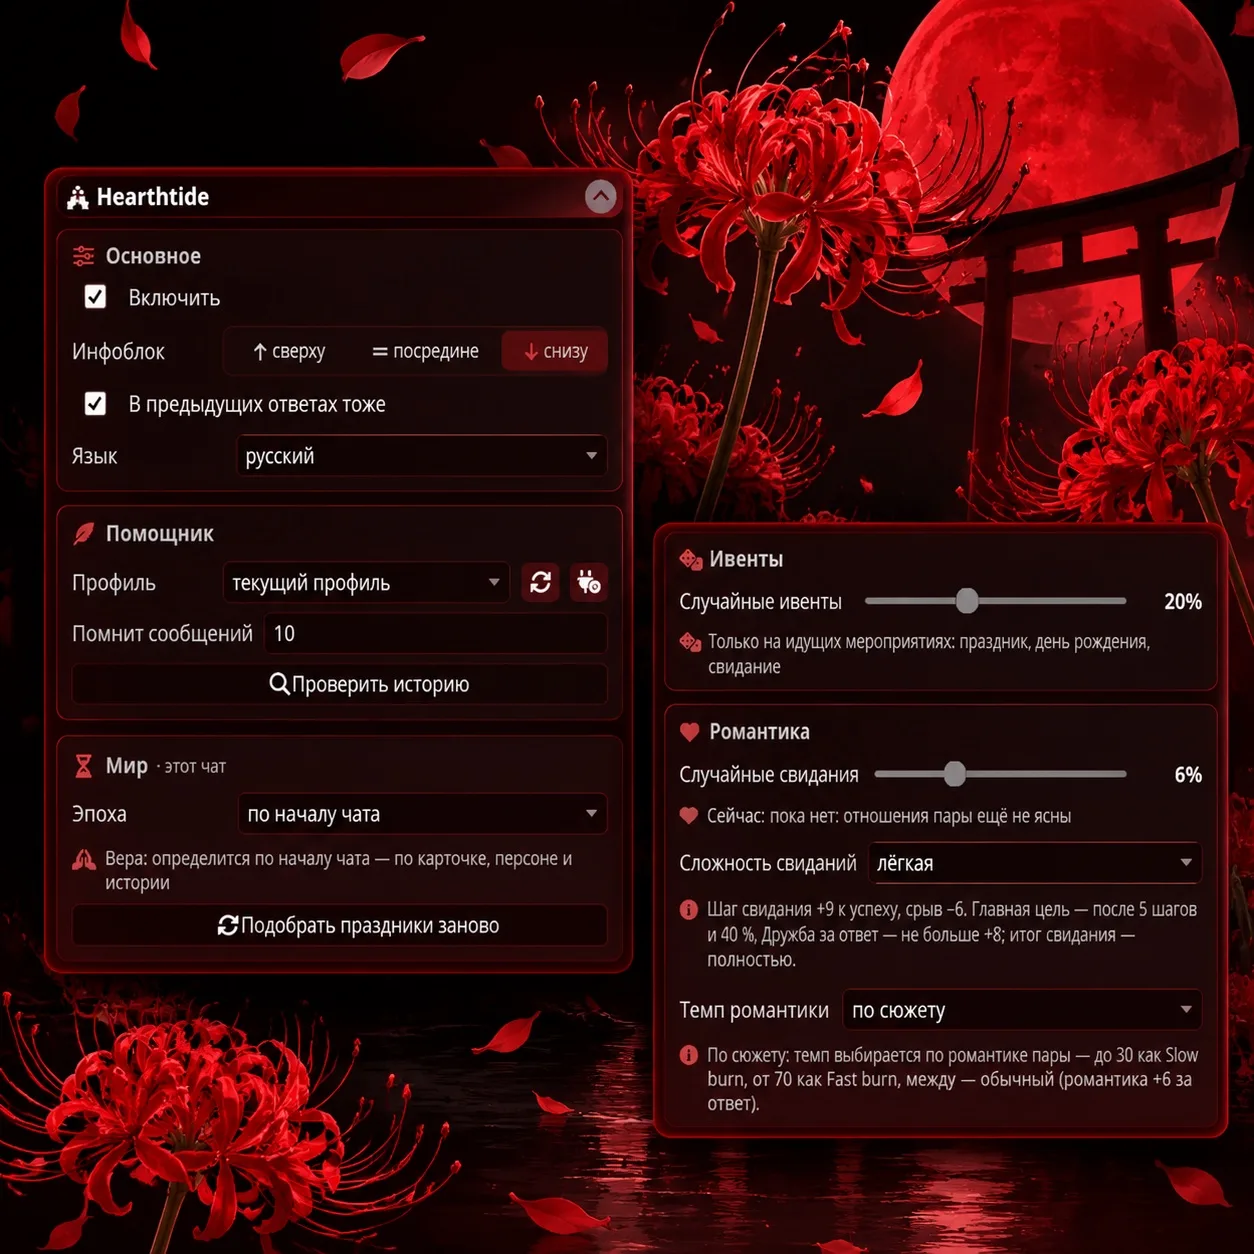 Hearthtide
Основное
Включить
Инфоблок ↑ сверху = посредине ↓ снизу
В предыдущих ответах тоже
Язык русский
Помощник
Профиль текущий профиль
Помнит сообщений 10
Проверить историю
Мир · этот чат
Эпоха по началу чата
Вера: определится по началу чата — по карточке, персоне и
истории
Подобрать праздники заново
Ивенты
Случайные ивенты 20%
Только на идущих мероприятиях: праздник, день рождения,
свидание
Романтика
Случайные свидания 6%
Сейчас: пока нет: отношения пары ещё не ясны
Сложность свиданий лёгкая
Шаг свидания +9 к успеху, срыв −6. Главная цель — после 5 шагов
и 40 %, Дружба за ответ — не больше +8; итог свидания —
полностью.
Темп романтики по сюжету
По сюжету: темп выбирается по романтике пары — до 30 как Slow
burn, от 70 как Fast burn, между — обычный (романтика +6 за
ответ).